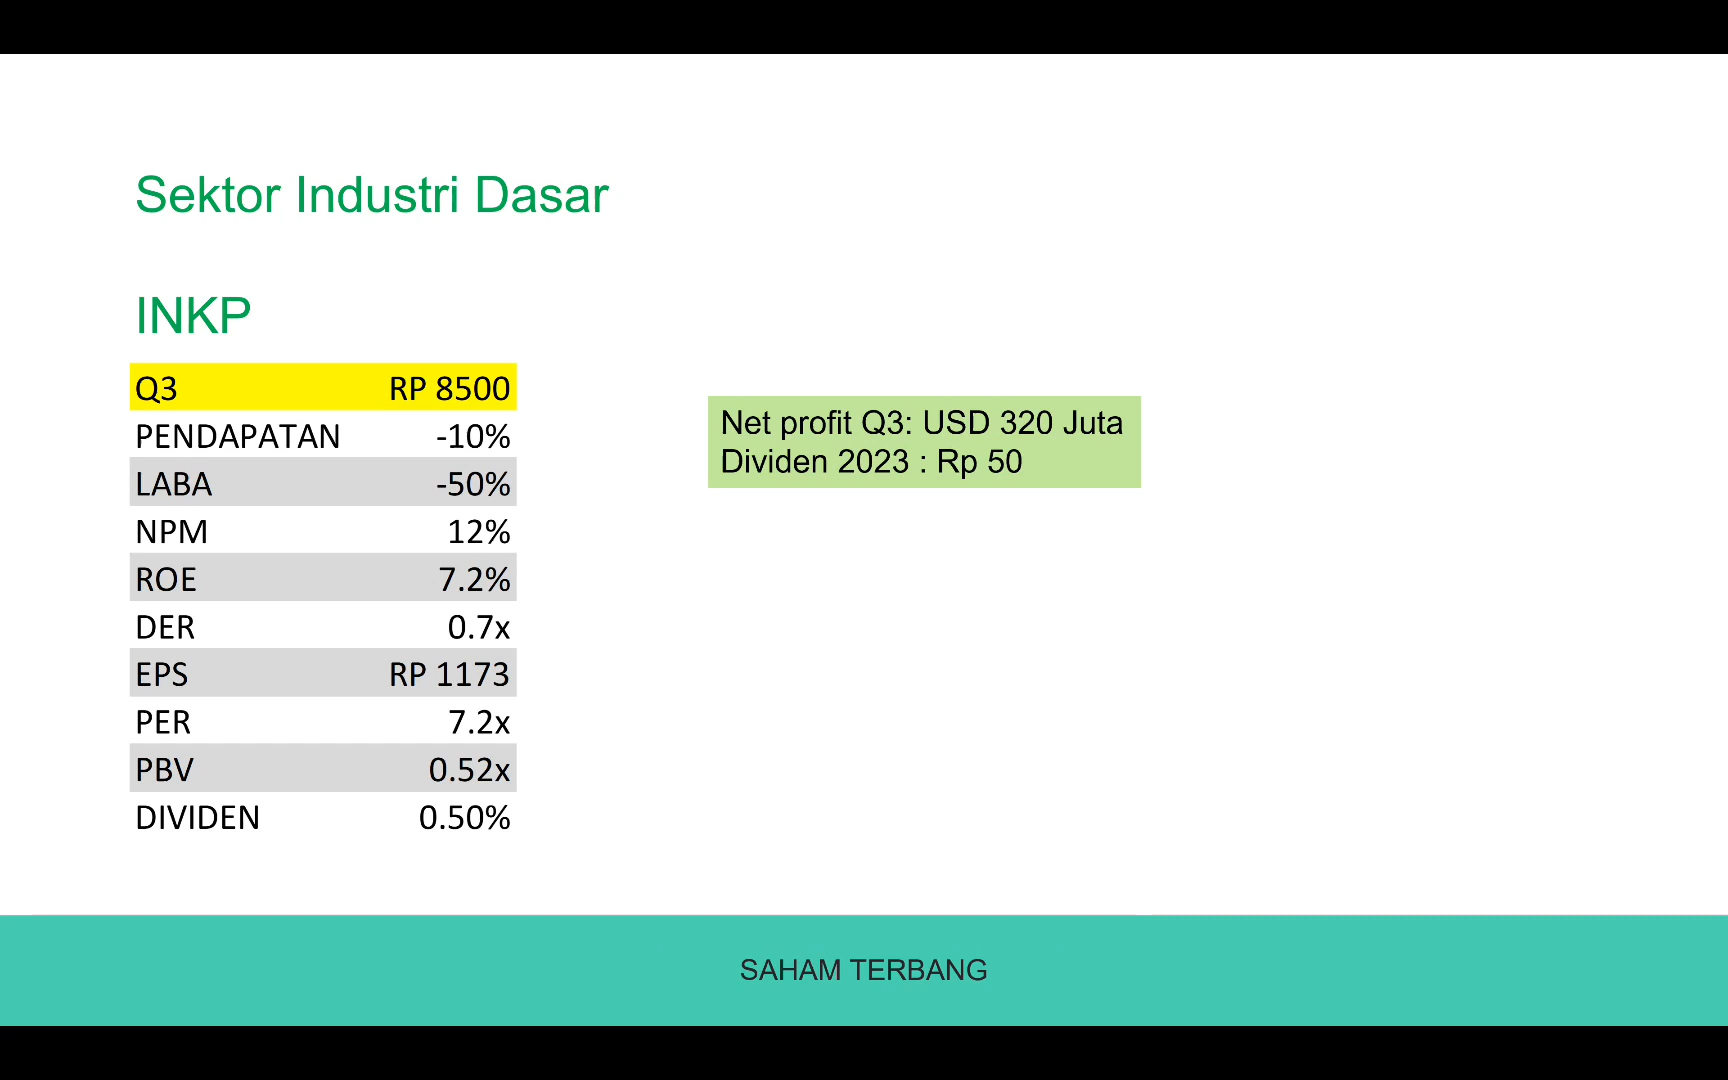 Sektor Industri Dasar
INKP
Q3 RP 8500
PENDAPATAN -10%
LABA -50%
NPM 12%
ROE 7.2%
DER 0.7x
EPS RP 1173
PER 7.2x
PBV 0.52x
DIVIDEN 0.50%
Net profit Q3: USD 320 Juta
Dividen 2023 : Rp 50
SAHAM TERBANG